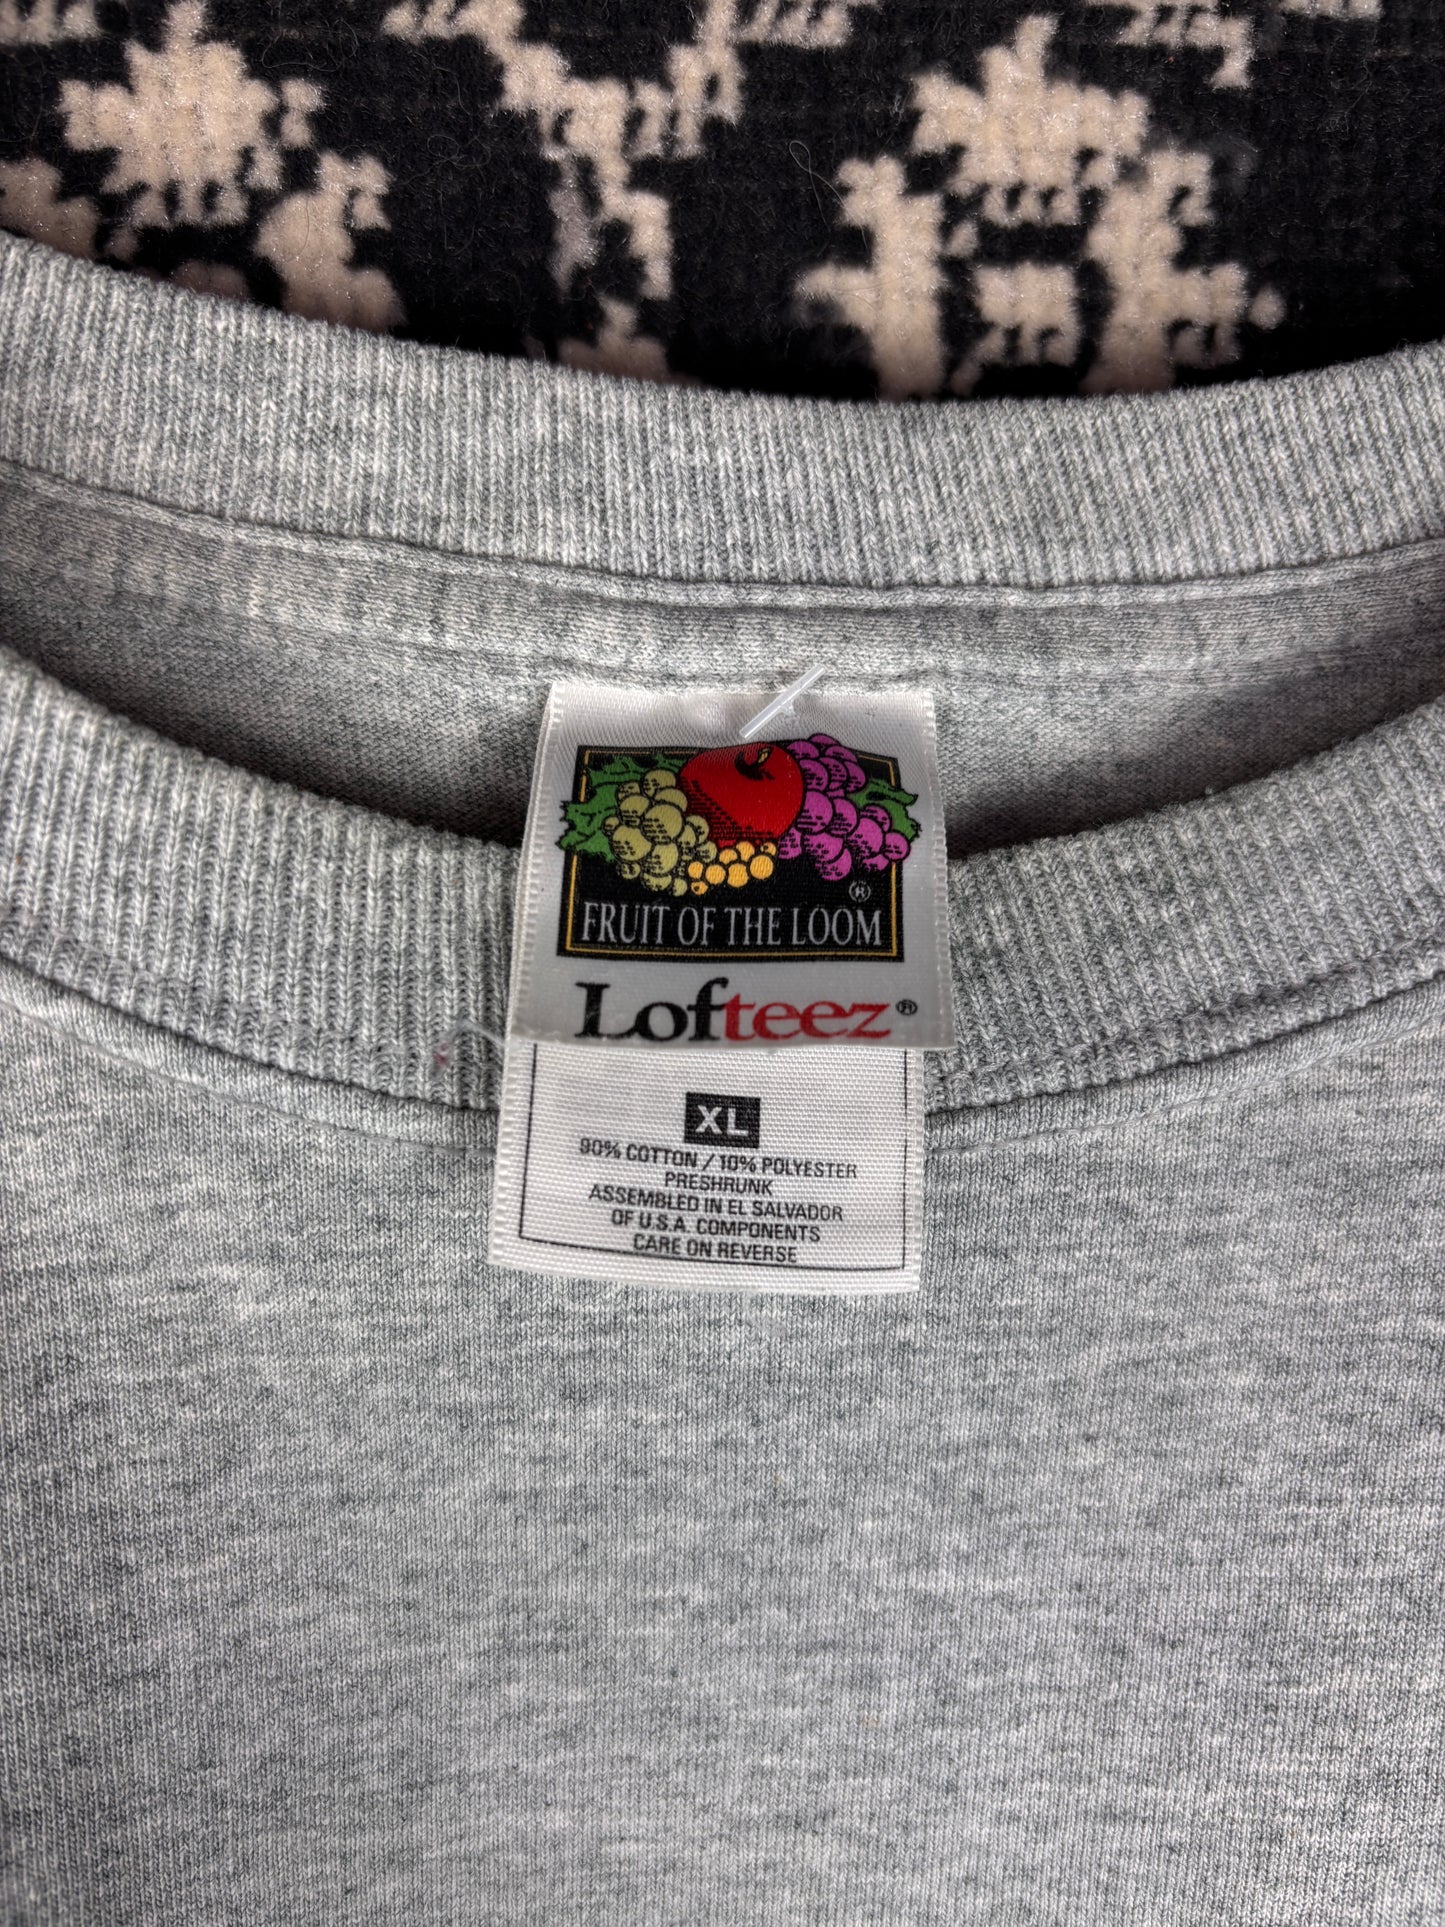 ®
FRUIT OF THE LOOM
Lofteez®
XL
90% COTTON / 10% POLYESTER
PRESHRUNK
ASSEMBLED IN EL SALVADOR
OF U.S.A. COMPONENTS
CARE ON REVERSE